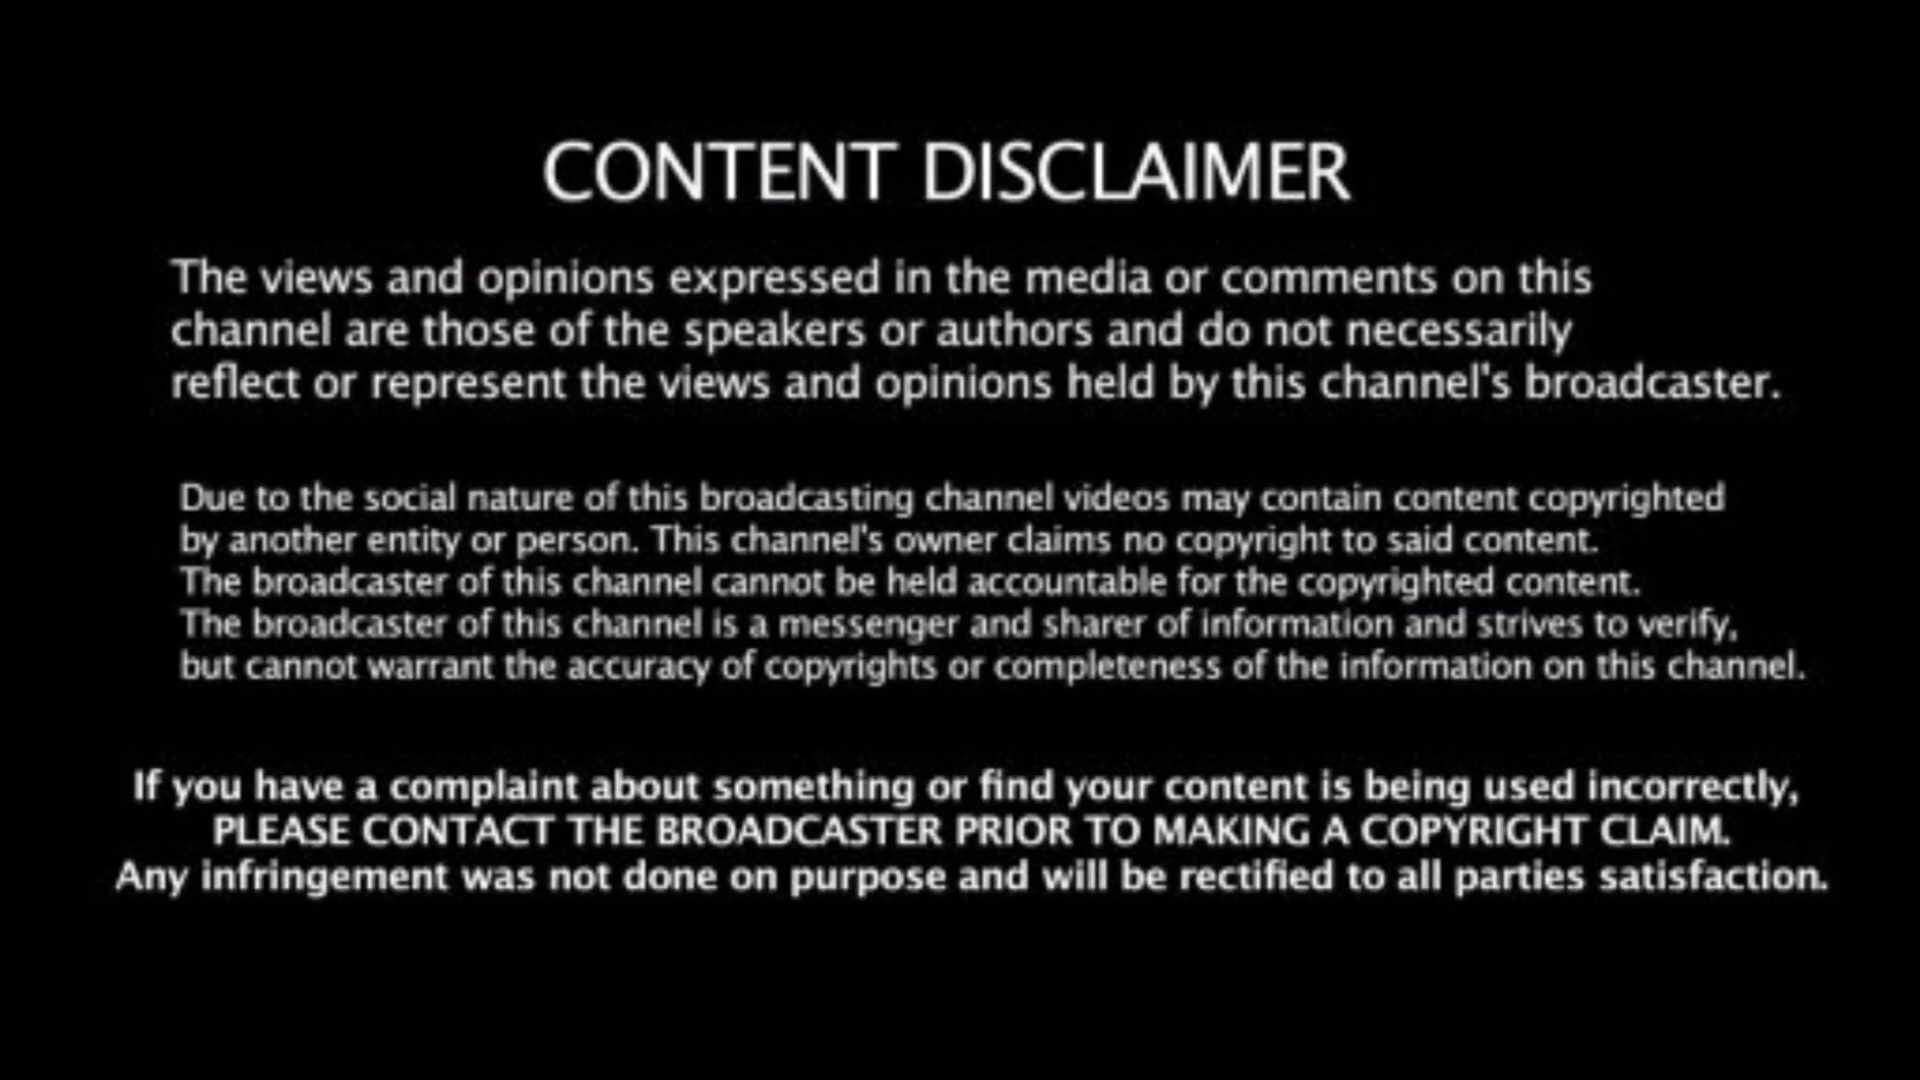 CONTENT DISCLAIMER
The views and opinions expressed in the media or comments on this
channel are those of the speakers or authors and do not necessarily
reflect or represent the views and opinions held by this channel's broadcaster.
Due to the social nature of this broadcasting channel videos may contain content copyrighted
by another entity or person. This channel's owner claims no copyright to said content.
The broadcaster of this channel cannot be held accountable for the copyrighted content.
The broadcaster of this channel is a messenger and sharer of information and strives to verify,
but cannot warrant the accuracy of copyrights or completeness of the information on this channel.
If you have a complaint about something or find your content is being used incorrectly,
PLEASE CONTACT THE BROADCASTER PRIOR TO MAKING A COPYRIGHT CLAIM.
Any infringement was not done on purpose and will be rectified to all parties satisfaction.